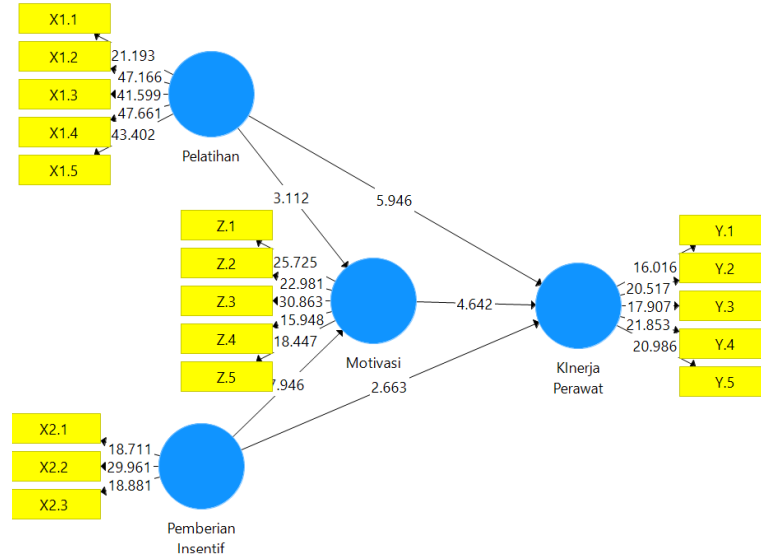 X1.1
X1.2
X1.3
X1.4
X1.5
21.193
47.166
41.599
47.661
43.402
Pelatihan
3.112
5.946
Z.1
Z.2
Z.3
Z.4
Z.5
25.725
22.981
30.863
15.948
18.447
Motivasi
4.642
7.946
2.663
Y.1
Y.2
Y.3
Y.4
Y.5
16.016
20.517
17.907
21.853
20.986
KInerja
Perawat
X2.1
X2.2
X2.3
18.711
29.961
18.881
Pemberian
Insentif